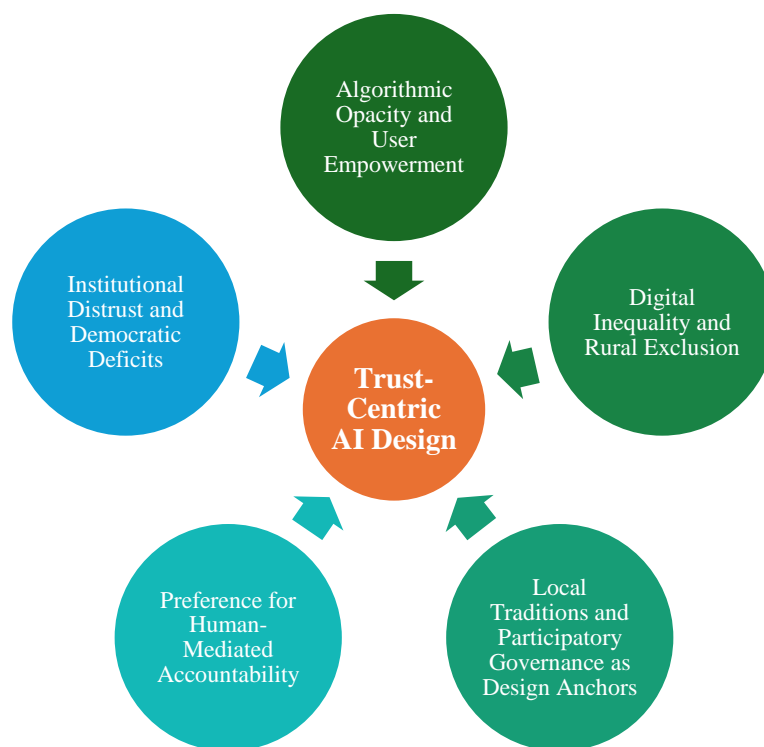 Algorithmic
Opacity and
User
Empowerment
Institutional
Distrust and
Democratic
Deficits
Digital
Inequality and
Rural Exclusion
Trust-
Centric
AI Design
Preference for
Human-
Mediated
Accountability
Local
Traditions and
Participatory
Governance as
Design Anchors